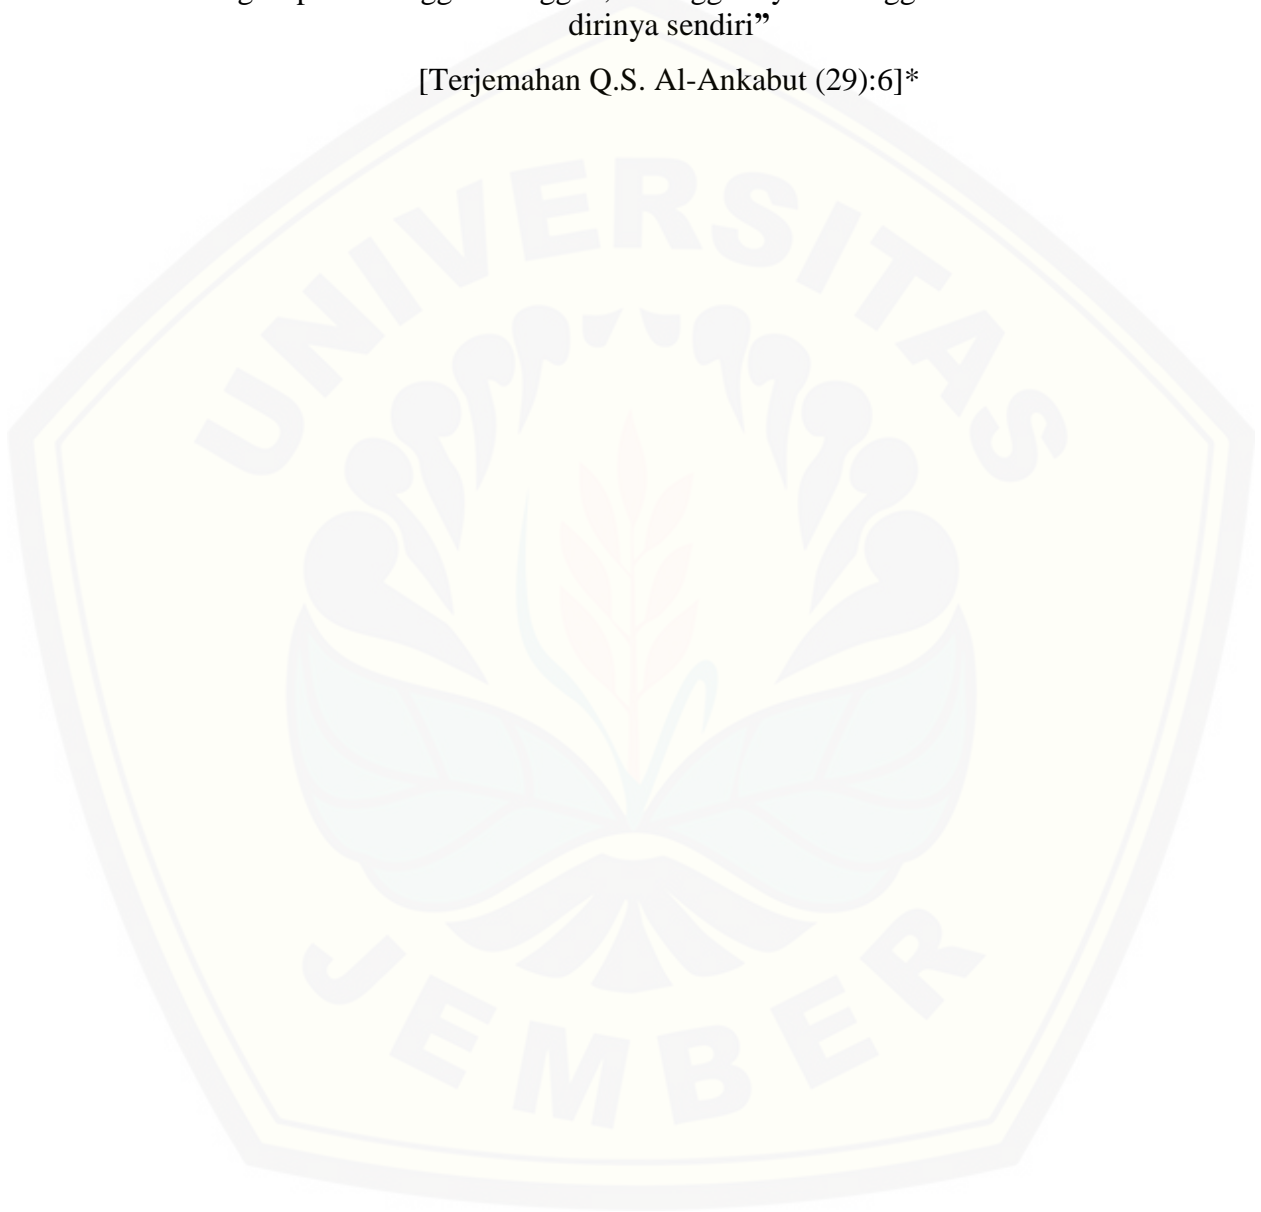 dirinya sendiri”
[Terjemahan Q.S. Al-Ankabut (29):6]*
UNIVERSITAS
JEMBER